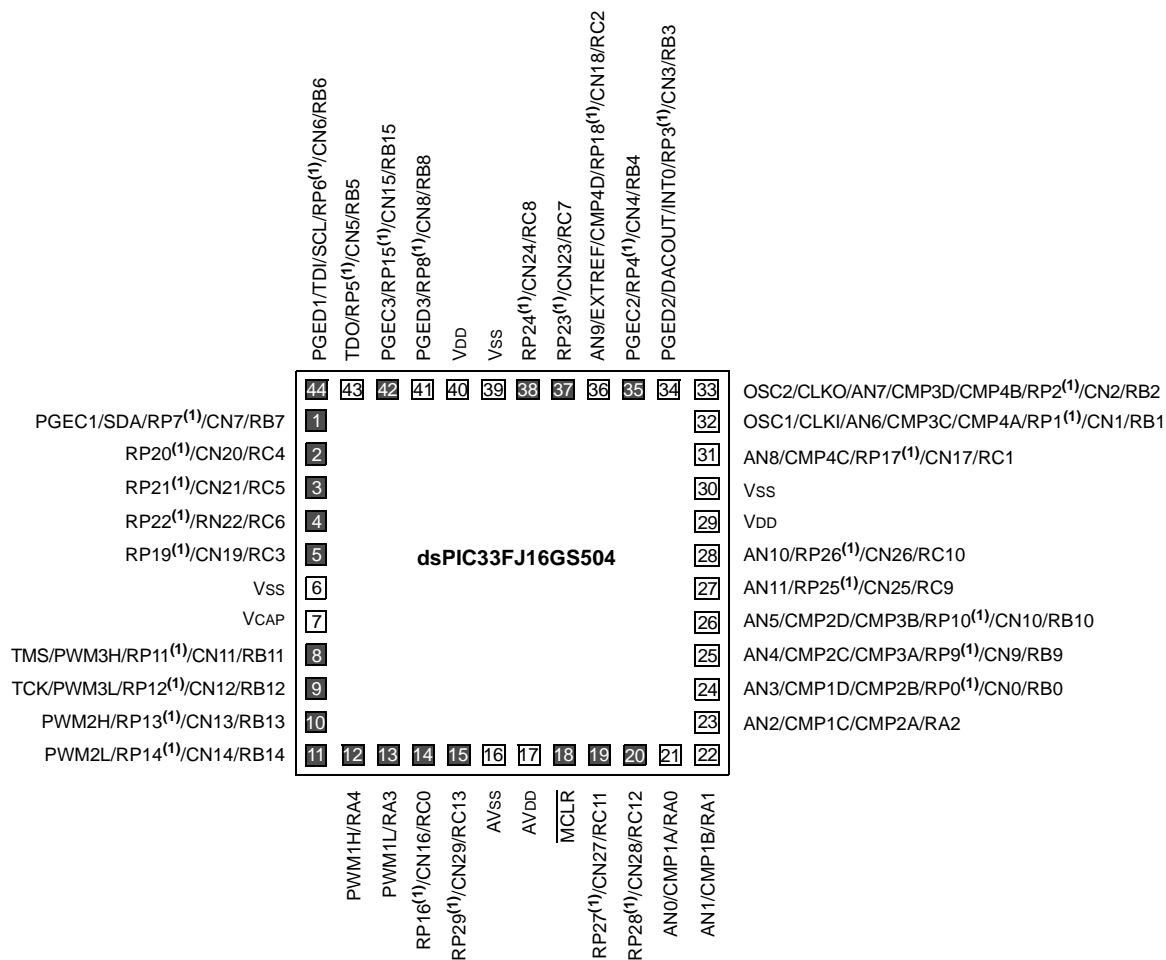 PGED1/TDI/SCL/RP6(1)/CN6/RB6
TDO/RP5(1)/CN5/RB5
PGEC3/RP15(1)/CN15/RB15
PGED3/RP8(1)/CN8/RB8
VDD
VSS
RP24(1)/CN24/RC8
RP23(1)/CN23/RC7
AN9/EXTREF/CMP4D/RP18(1)/CN18/RC2
PGEC2/RP4(1)/CN4/RB4
PGED2/DACOUT/INT0/RP3(1)/CN3/RB3
44 43 42 41 40 39 38 37 36 35 34 33 OSC2/CLKO/AN7/CMP3D/CMP4B/RP2(1)/CN2/RB2
PGEC1/SDA/RP7(1)/CN7/RB7 1 32 OSC1/CLKI/AN6/CMP3C/CMP4A/RP1(1)/CN1/RB1
RP20(1)/CN20/RC4 2 31 AN8/CMP4C/RP17(1)/CN17/RC1
RP21(1)/CN21/RC5 3 30 VSS
RP22(1)/RN22/RC6 4 29 VDD
RP19(1)/CN19/RC3 5 dsPIC33FJ16GS504 28 AN10/RP26(1)/CN26/RC10
VSS 6 27 AN11/RP25(1)/CN25/RC9
VCAP 7 26 AN5/CMP2D/CMP3B/RP10(1)/CN10/RB10
TMS/PWM3H/RP11(1)/CN11/RB11 8 25 AN4/CMP2C/CMP3A/RP9(1)/CN9/RB9
TCK/PWM3L/RP12(1)/CN12/RB12 9 24 AN3/CMP1D/CMP2B/RP0(1)/CN0/RB0
PWM2H/RP13(1)/CN13/RB13 10 23 AN2/CMP1C/CMP2A/RA2
PWM2L/RP14(1)/CN14/RB14 11 12 13 14 15 16 17 18 19 20 21 22
PWM1H/RA4
PWM1L/RA3
RP16(1)/CN16/RC0
RP29(1)/CN29/RC13
AVSS
AVDD
MCLR
RP27(1)/CN27/RC11
RP28(1)/CN28/RC12
AN0/CMP1A/RA0
AN1/CMP1B/RA1